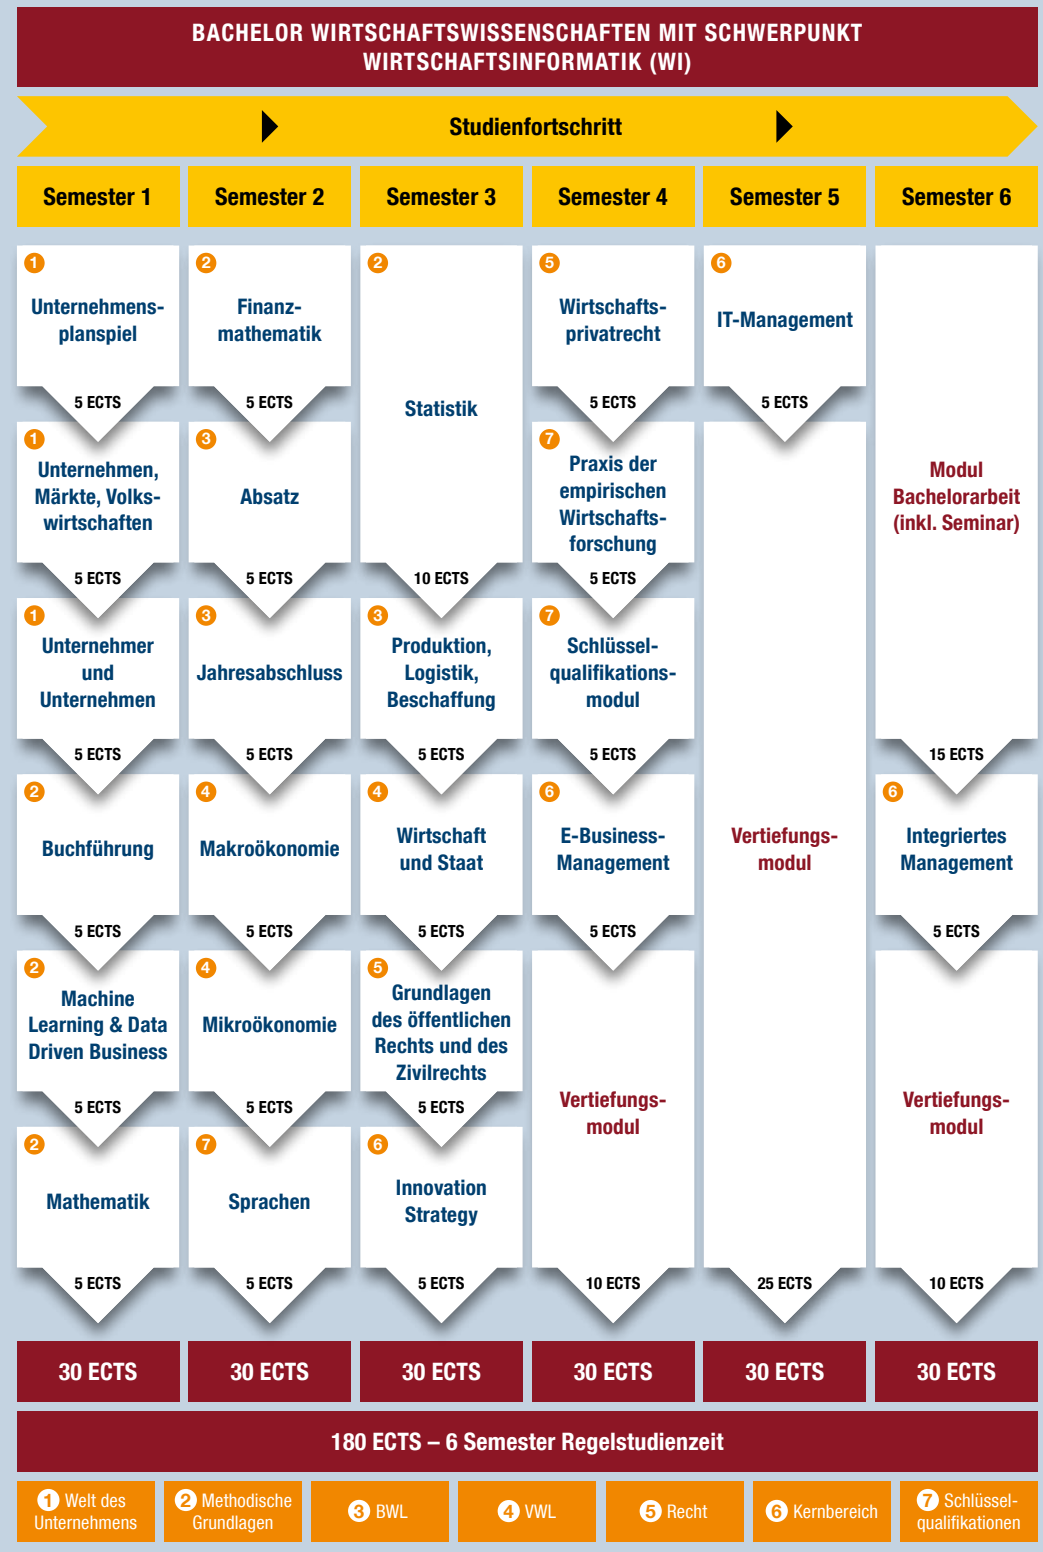 BACHELOR WIRTSCHAFTSWISSENSCHAFTEN MIT SCHWERPUNKT
WIRTSCHAFTSINFORMATIK (WI)
Studienfortschritt
Semester 1
Semester 2
Semester 3
Semester 4
Semester 5
Semester 6
1
Unternehmens-
planspiel
5 ECTS
1
Unternehmen,
Märkte, Volks-
wirtschaften
5 ECTS
1
Unternehmer
und
Unternehmen
5 ECTS
2
Buchführung
5 ECTS
2
Machine
Learning & Data
Driven Business
5 ECTS
2
Mathematik
5 ECTS
2
Finanz-
mathematik
5 ECTS
3
Absatz
5 ECTS
3
Jahresabschluss
5 ECTS
4
Makroökonomie
5 ECTS
4
Mikroökonomie
5 ECTS
7
Sprachen
5 ECTS
2
Statistik
10 ECTS
3
Produktion,
Logistik,
Beschaffung
5 ECTS
4
Wirtschaft
und Staat
5 ECTS
5
Grundlagen
des öffentlichen
Rechts und des
Zivilrechts
5 ECTS
6
Innovation
Strategy
5 ECTS
5
Wirtschafts-
privatrecht
5 ECTS
7
Praxis der
empirischen
Wirtschafts-
forschung
5 ECTS
7
Schlüssel-
qualifikations-
modul
5 ECTS
6
E-Business-
Management
5 ECTS
Vertiefungs-
modul
10 ECTS
6
IT-Management
5 ECTS
Vertiefungs-
modul
25 ECTS
Modul
Bachelorarbeit
(inkl. Seminar)
15 ECTS
6
Integriertes
Management
5 ECTS
Vertiefungs-
modul
10 ECTS
30 ECTS
30 ECTS
30 ECTS
30 ECTS
30 ECTS
30 ECTS
180 ECTS – 6 Semester Regelstudienzeit
1 Welt des
Unternehmens
2 Methodische
Grundlagen
3 BWL
4 VWL
5 Recht
6 Kernbereich
7 Schlüssel-
qualifikationen